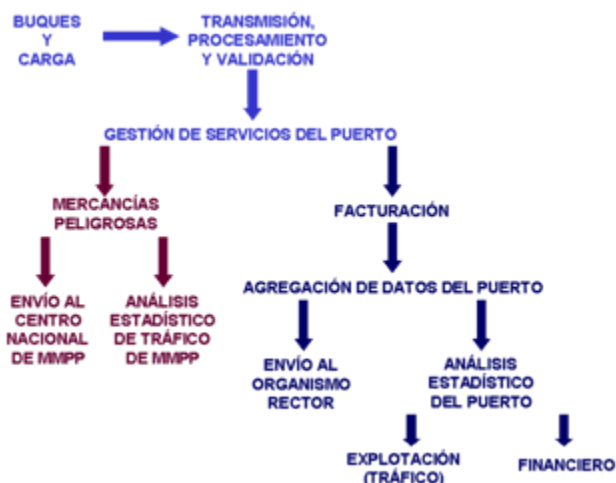 BUQUES
Y
CARGA
TRANSMISIÓN,
PROCESAMIENTO
Y VALIDACIÓN
GESTIÓN DE SERVICIOS DEL PUERTO
MERCANCÍAS
PELIGROSAS
FACTURACIÓN
ENVÍO AL
CENTRO
NACIONAL
DE MMPP
ANÁLISIS
ESTADÍSTICO
DE TRÁFICO
DE MMPP
AGREGACIÓN DE DATOS DEL PUERTO
ENVÍO AL
ORGANISMO
RECTOR
ANÁLISIS
ESTADÍSTICO
DEL PUERTO
EXPLOTACIÓN
(TRÁFICO)
FINANCIERO